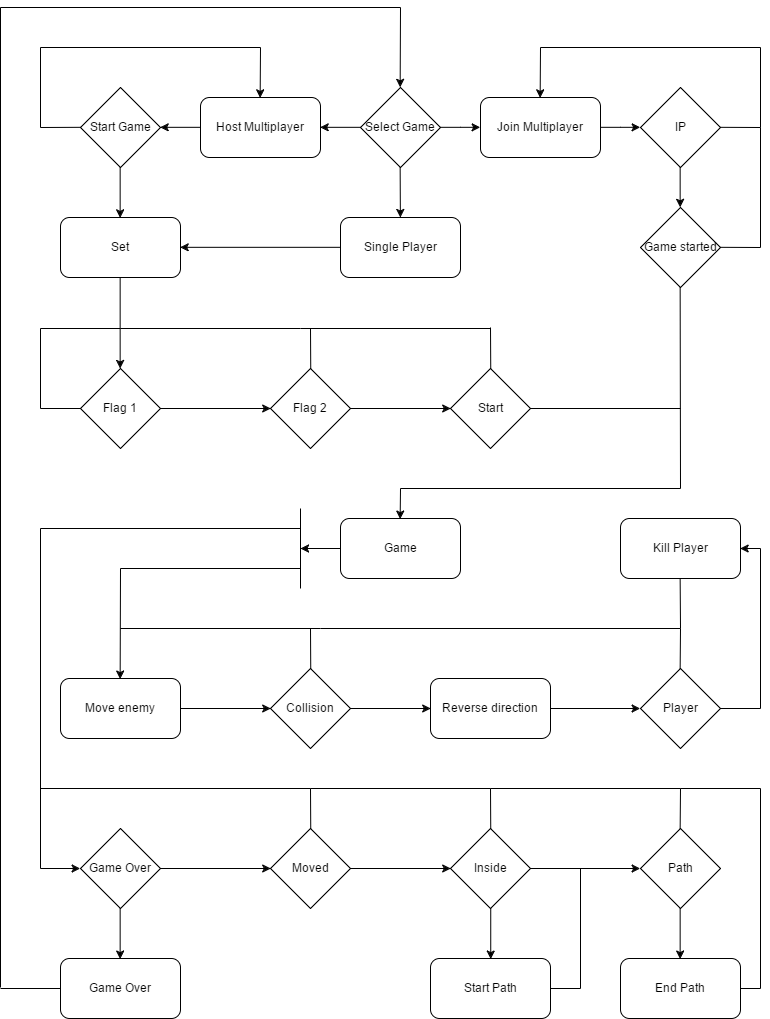 Start Game
Host Multiplayer
Select Game
Join Multiplayer
IP
Set
Single Player
Game started
Flag 1
Flag 2
Start
Game
Kill Player
Move enemy
Collision
Reverse direction
Player
Game Over
Moved
Inside
Path
Game Over
Start Path
End Path